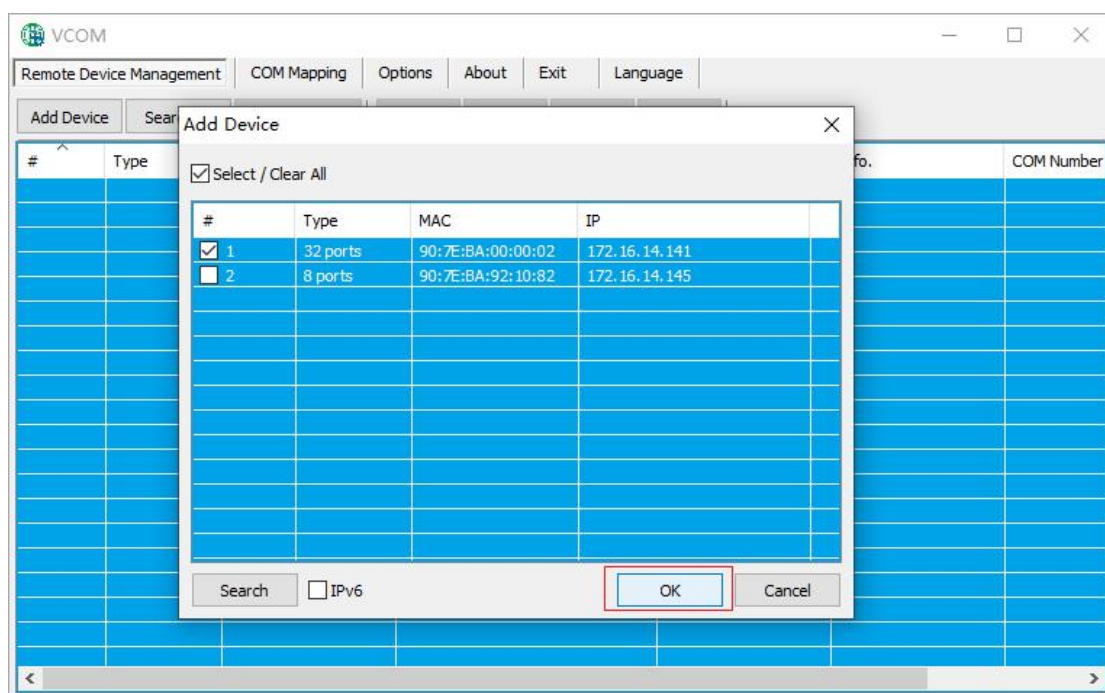 VCOM
Remote Device Management COM Mapping Options About Exit Language
Add Device Sear
# Type fo. COM Number
Add Device
Select / Clear All
# Type MAC IP
1 32 ports 90:7E:BA:00:00:02 172.16.14.141
2 8 ports 90:7E:BA:92:10:82 172.16.14.145
Search IPv6 OK Cancel